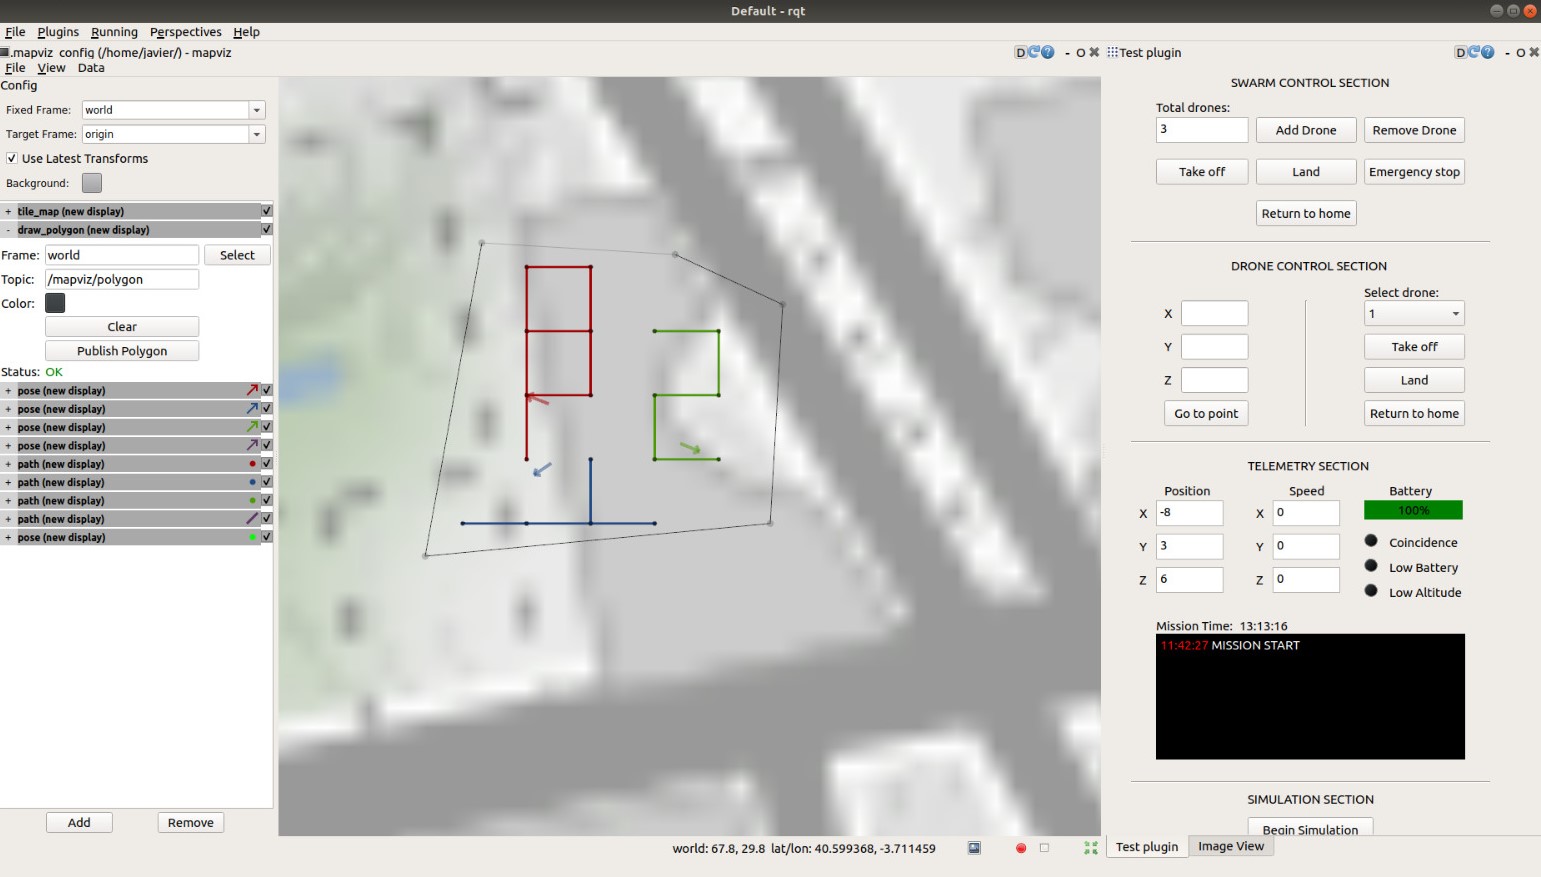 Default - rqt
File Plugins Running Perspectives Help
.mapviz_config (/home/javier/) - mapviz
D
- O
File View Data
Config
Fixed Frame: world
Target Frame: origin
Use Latest Transforms
Background:
+ tile_map (new display)
- draw_polygon (new display)
Frame: world Select
Topic: /mapviz/polygon
Color:
Clear
Publish Polygon
Status: OK
+ pose (new display)
+ pose (new display)
+ pose (new display)
+ pose (new display)
+ path (new display)
+ path (new display)
+ path (new display)
+ path (new display)
+ pose (new display)
Add Remove
world: 67.8, 29.8 lat/lon: 40.599368, -3.711459
Test plugin
D
- O
SWARM CONTROL SECTION
Total drones:
3 Add Drone Remove Drone
Take off Land Emergency stop
Return to home
DRONE CONTROL SECTION
Select drone:
X 1
Y Take off
Z Land
Go to point Return to home
TELEMETRY SECTION
Position Speed Battery
X -8 X 0 100%
Y 3 Y 0 Coincidence
Low Battery
Z 6 Z 0 Low Altitude
Mission Time: 13:13:16
11:42:27 MISSION START
SIMULATION SECTION
Begin Simulation
Test plugin Image View